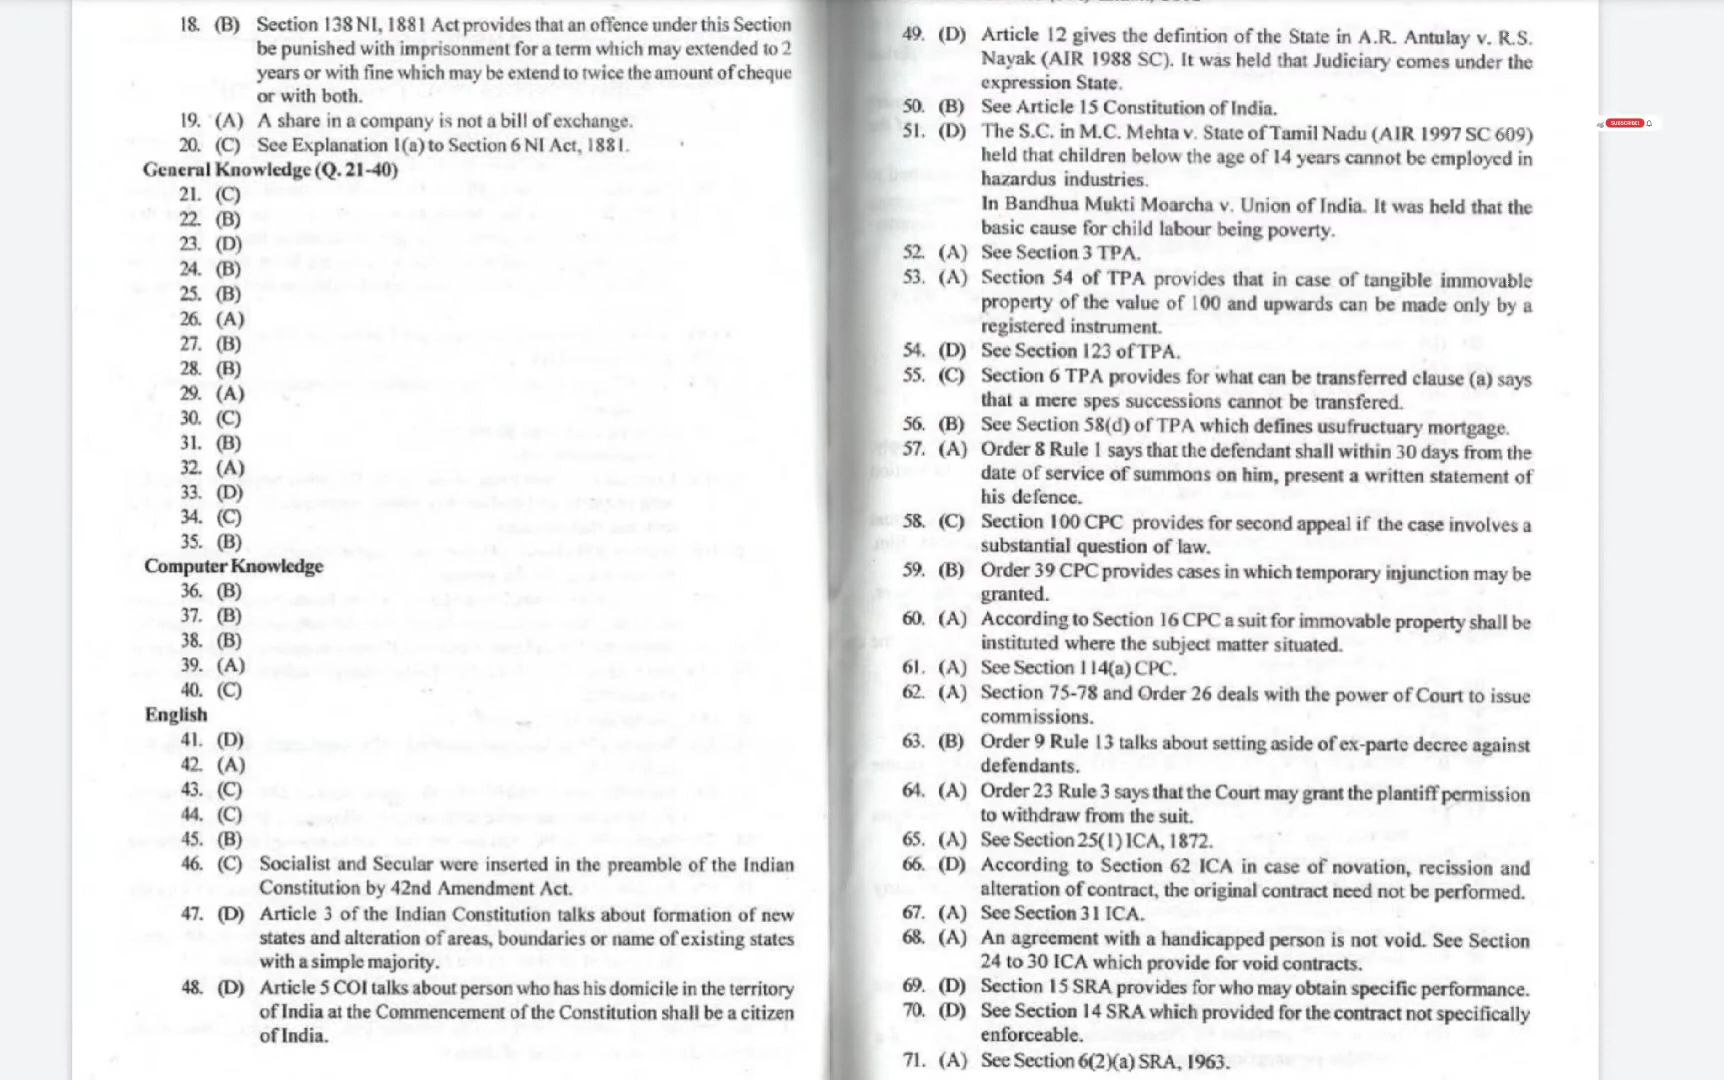 18. (B) Section 138 NI, 1881 Act provides that an offence under this Section
be punished with imprisonment for a term which may extended to 2
years or with fine which may be extend to twice the amount of cheque
or with both.
19. (A) A share in a company is not a bill of exchange.
20. (C) See Explanation 1(a) to Section 6 NI Act, 1881.
General Knowledge (Q. 21-40)
21. (C)
22. (B)
23. (D)
24. (B)
25. (B)
26. (A)
27. (B)
28. (B)
29. (A)
30. (C)
31. (B)
32. (A)
33. (D)
34. (C)
35. (B)
Computer Knowledge
36. (B)
37. (B)
38. (B)
39. (A)
40. (C)
English
41. (D)
42. (A)
43. (C)
44. (C)
45. (B)
46. (C) Socialist and Secular were inserted in the preamble of the Indian
Constitution by 42nd Amendment Act.
47. (D) Article 3 of the Indian Constitution talks about formation of new
states and alteration of areas, boundaries or name of existing states
with a simple majority.
48. (D) Article 5 COI talks about person who has his domicile in the territory
of India at the Commencement of the Constitution shall be a citizen
of India.
49. (D) Article 12 gives the defintion of the State in A.R. Antulay v. R.S.
Nayak (AIR 1988 SC). It was held that Judiciary comes under the
expression State.
50. (B) See Article 15 Constitution of India.
51. (D) The S.C. in M.C. Mehta v. State of Tamil Nadu (AIR 1997 SC 609)
held that children below the age of 14 years cannot be employed in
hazardus industries.
In Bandhua Mukti Moarcha v. Union of India. It was held that the
basic cause for child labour being poverty.
52. (A) See Section 3 TPA.
53. (A) Section 54 of TPA provides that in case of tangible immovable
property of the value of 100 and upwards can be made only by a
registered instrument.
54. (D) See Section 123 of TPA.
55. (C) Section 6 TPA provides for what can be transferred clause (a) says
that a mere spes successions cannot be transfered.
56. (B) See Section 58(d) of TPA which defines usufructuary mortgage.
57. (A) Order 8 Rule 1 says that the defendant shall within 30 days from the
date of service of summons on him, present a written statement of
his defence.
58. (C) Section 100 CPC provides for second appeal if the case involves a
substantial question of law.
59. (B) Order 39 CPC provides cases in which temporary injunction may be
granted.
60. (A) According to Section 16 CPC a suit for immovable property shall be
instituted where the subject matter situated.
61. (A) See Section 114(a) CPC.
62. (A) Section 75-78 and Order 26 deals with the power of Court to issue
commissions.
63. (B) Order 9 Rule 13 talks about setting aside of ex-parte decree against
defendants.
64. (A) Order 23 Rule 3 says that the Court may grant the plantiff permission
to withdraw from the suit.
65. (A) See Section 25(1) ICA, 1872.
66. (D) According to Section 62 ICA in case of novation, recission and
alteration of contract, the original contract need not be performed.
67. (A) See Section 31 ICA.
68. (A) An agreement with a handicapped person is not void. See Section
24 to 30 ICA which provide for void contracts.
69. (D) Section 15 SRA provides for who may obtain specific performance.
70. (D) See Section 14 SRA which provided for the contract not specifically
enforceable.
71. (A) See Section 6(2)(a) SRA, 1963.
SUBSCRIBE